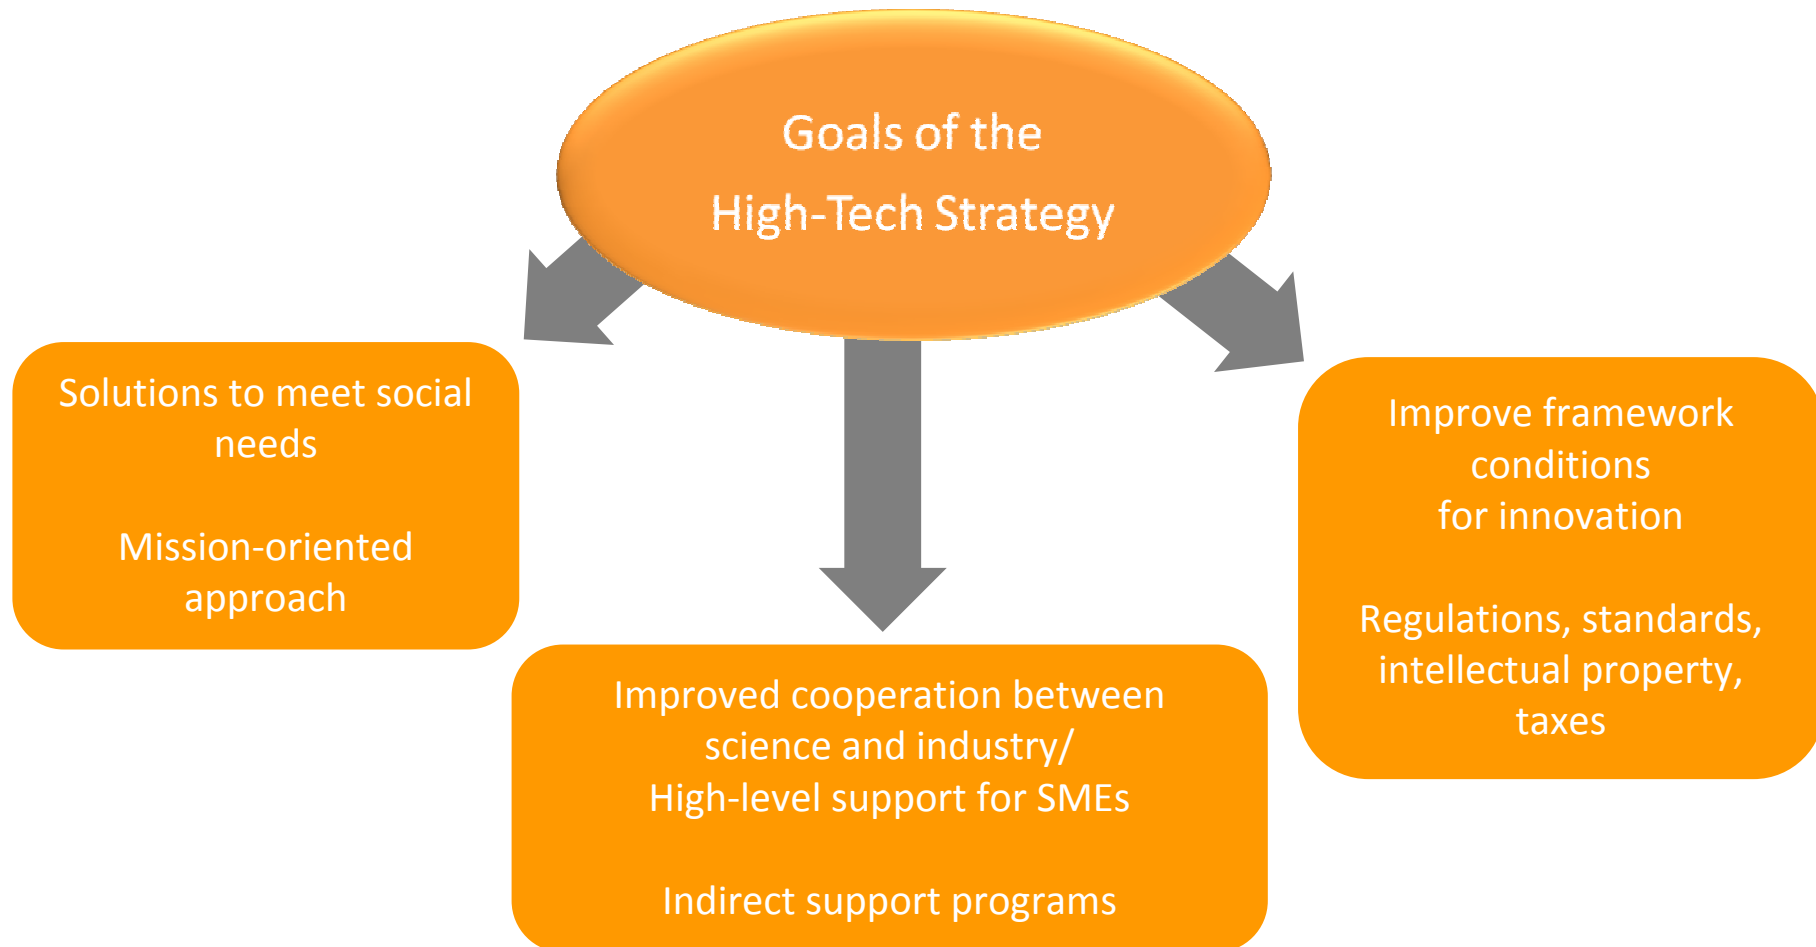 Goals of the
High-Tech Strategy
Solutions to meet social
needs
Mission-oriented
approach
Improved cooperation between
science and industry/
High-level support for SMEs
Indirect support programs
Improve framework
conditions
for innovation
Regulations, standards,
intellectual property,
taxes